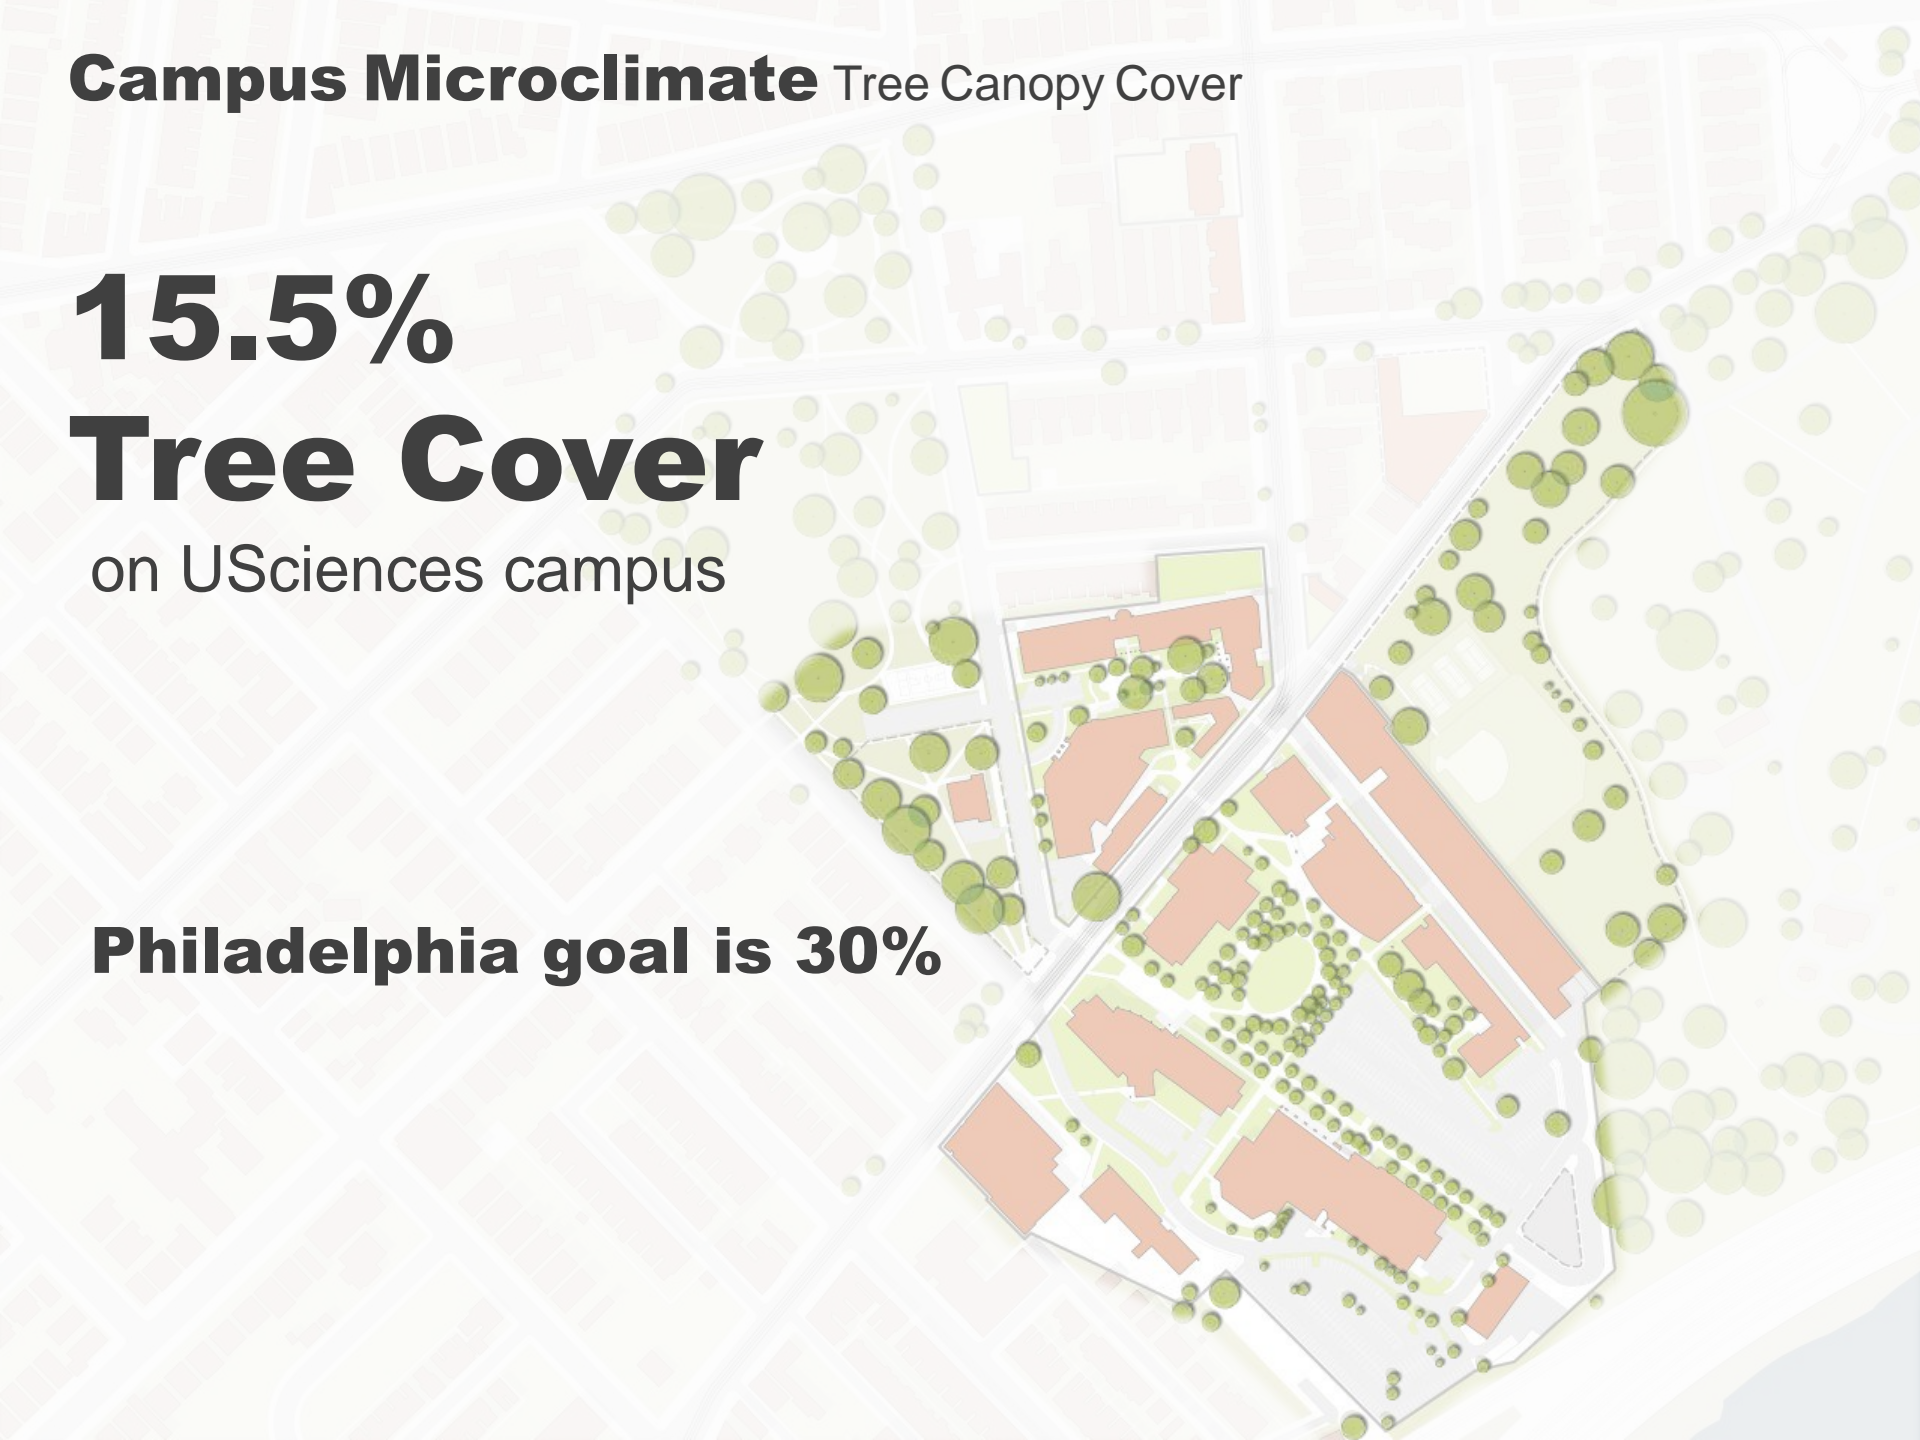 Campus Microclimate Tree Canopy Cover
15.5%
Tree Cover
on USciences campus
Philadelphia goal is 30%